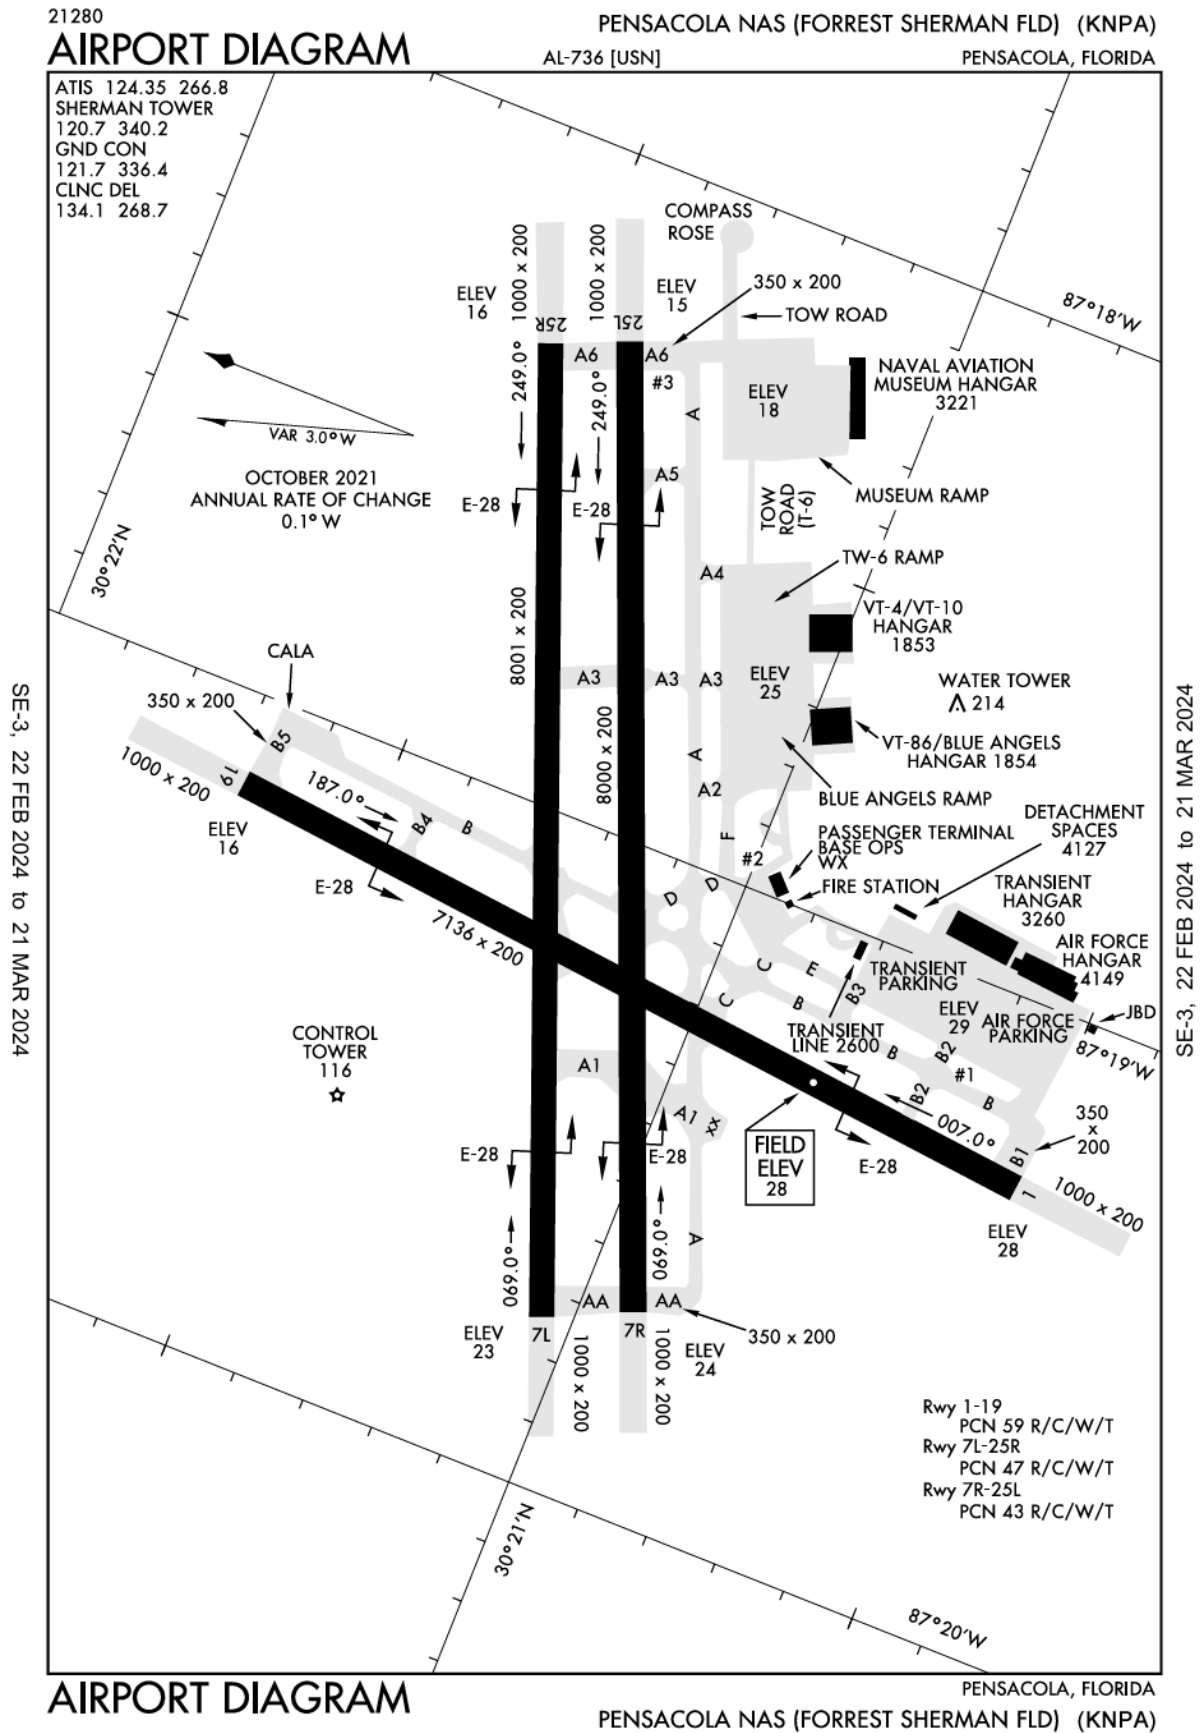 21280
PENSACOLA NAS (FORREST SHERMAN FLD) (KNPA)
AIRPORT DIAGRAM
AL-736 [USN]
PENSACOLA, FLORIDA
ATIS 124.35 266.8
SHERMAN TOWER
120.7 340.2
GND CON
121.7 336.4
CLNC DEL
134.1 268.7
COMPASS
ROSE
1000 x 200
1000 x 200
ELEV
16
ELEV
15
350 x 200
TOW ROAD
87°18'W
25R
25L
A6
A6
#3
249.0°
249.0°
A
ELEV
18
NAVAL AVIATION
MUSEUM HANGAR
3221
VAR 3.0°W
OCTOBER 2021
ANNUAL RATE OF CHANGE
0.1° W
E-28
E-28
A5
TOW
ROAD
(T-6)
MUSEUM RAMP
30°22'N
TW-6 RAMP
A4
8001 x 200
VT-4/VT-10
HANGAR
1853
CALA
A3
A3
A3
ELEV
25
WATER TOWER
214
350 x 200
B5
8000 x 200
A
VT-86/BLUE ANGELS
HANGAR 1854
1000 x 200
19
187.0°
A2
BLUE ANGELS RAMP
ELEV
16
B4
B
F
#2
PASSENGER TERMINAL
BASE OPS
WX
DETACHMENT
SPACES
4127
E-28
D
D
FIRE STATION
TRANSIENT
HANGAR
3260
7136 x 200
AIR FORCE
HANGAR
4149
C
E
TRANSIENT
PARKING
C
B
B3
ELEV
29
AIR FORCE
PARKING
JBD
87°19'W
CONTROL
TOWER
116
TRANSIENT
LINE 2600
B
B2
#1
A1
A1
XX
B2
B
350
x
200
007.0°
FIELD
ELEV
28
E-28
E-28
E-28
B1
1
1000 x 200
ELEV
28
069.0°
069.0°
A
AA
AA
350 x 200
ELEV
23
7L
7R
ELEV
24
1000 x 200
1000 x 200
Rwy 1-19
PCN 59 R/C/W/T
Rwy 7L-25R
PCN 47 R/C/W/T
Rwy 7R-25L
PCN 43 R/C/W/T
30°21'N
87°20'W
SE-3, 22 FEB 2024 to 21 MAR 2024
SE-3, 22 FEB 2024 to 21 MAR 2024
AIRPORT DIAGRAM
PENSACOLA, FLORIDA
PENSACOLA NAS (FORREST SHERMAN FLD) (KNPA)